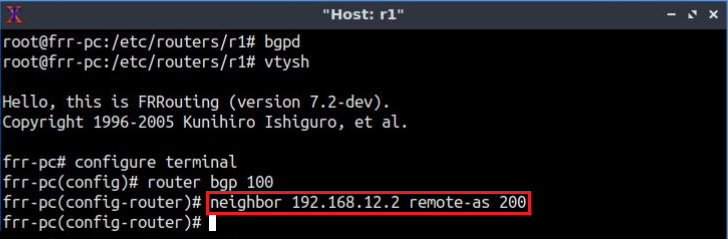 "Host: r1"
root@frr-pc:/etc/routers/r1# bgpd
root@frr-pc:/etc/routers/r1# vtysh
Hello, this is FRRouting (version 7.2-dev).
Copyright 1996-2005 Kunihiro Ishiguro, et al.
frr-pc# configure terminal
frr-pc(config)# router bgp 100
frr-pc(config-router)# neighbor 192.168.12.2 remote-as 200
frr-pc(config-router)#